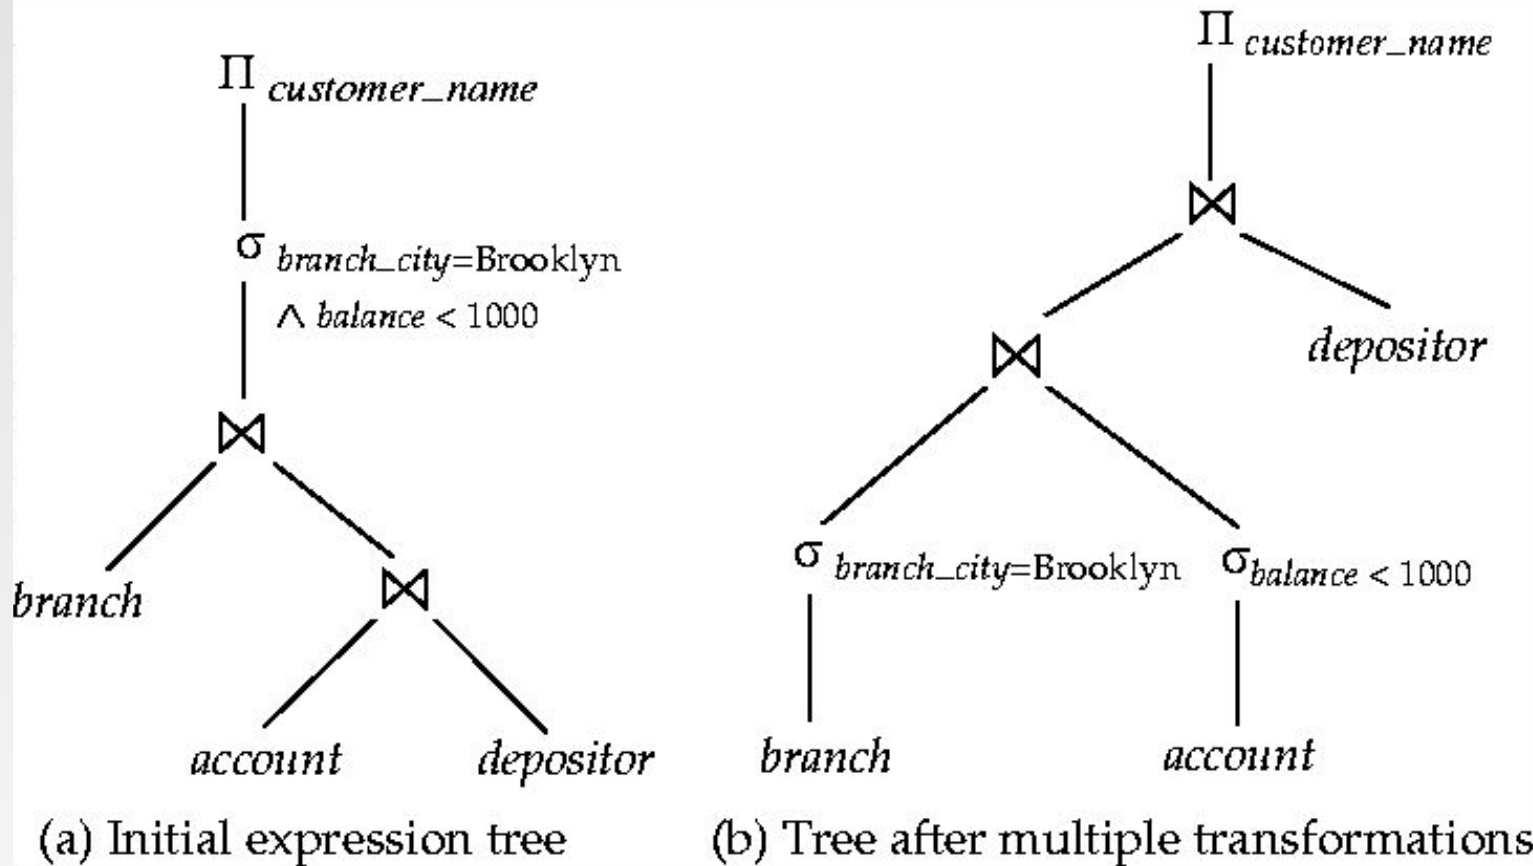 Π customer_name
σ branch_city=Brooklyn
∧ balance < 1000
⋈
branch
⋈
account depositor
(a) Initial expression tree
Π customer_name
⋈
depositor
⋈
σ branch_city=Brooklyn σ balance < 1000
branch account
(b) Tree after multiple transformations